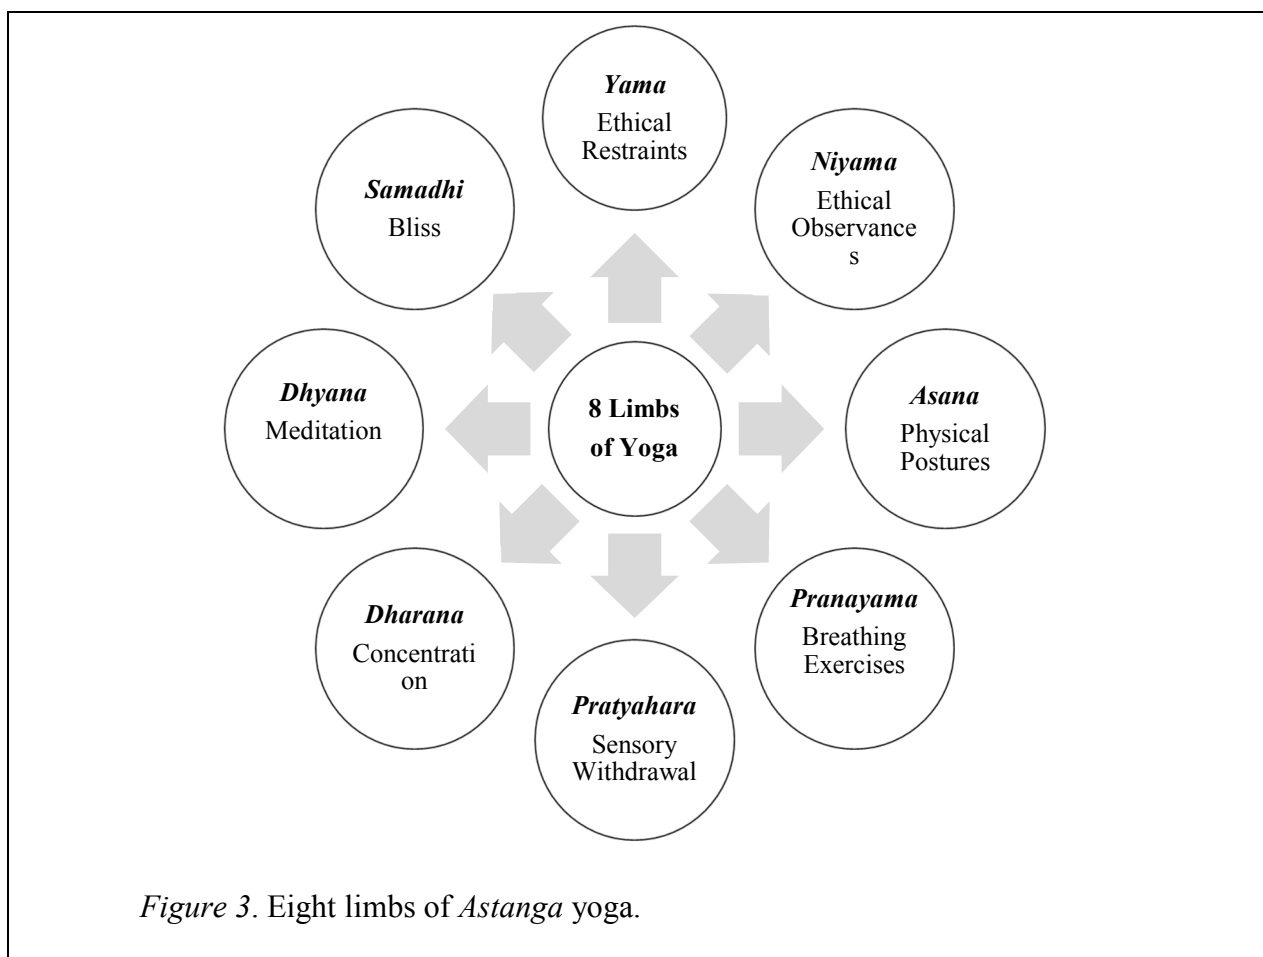 Yama
Ethical
Restraints
Niyama
Ethical
Observance
s
Asana
Physical
Postures
Pranayama
Breathing
Exercises
Pratyahara
Sensory
Withdrawal
Dharana
Concentrati
on
Dhyana
Meditation
Samadhi
Bliss
8 Limbs
of Yoga
Figure 3. Eight limbs of Astanga yoga.